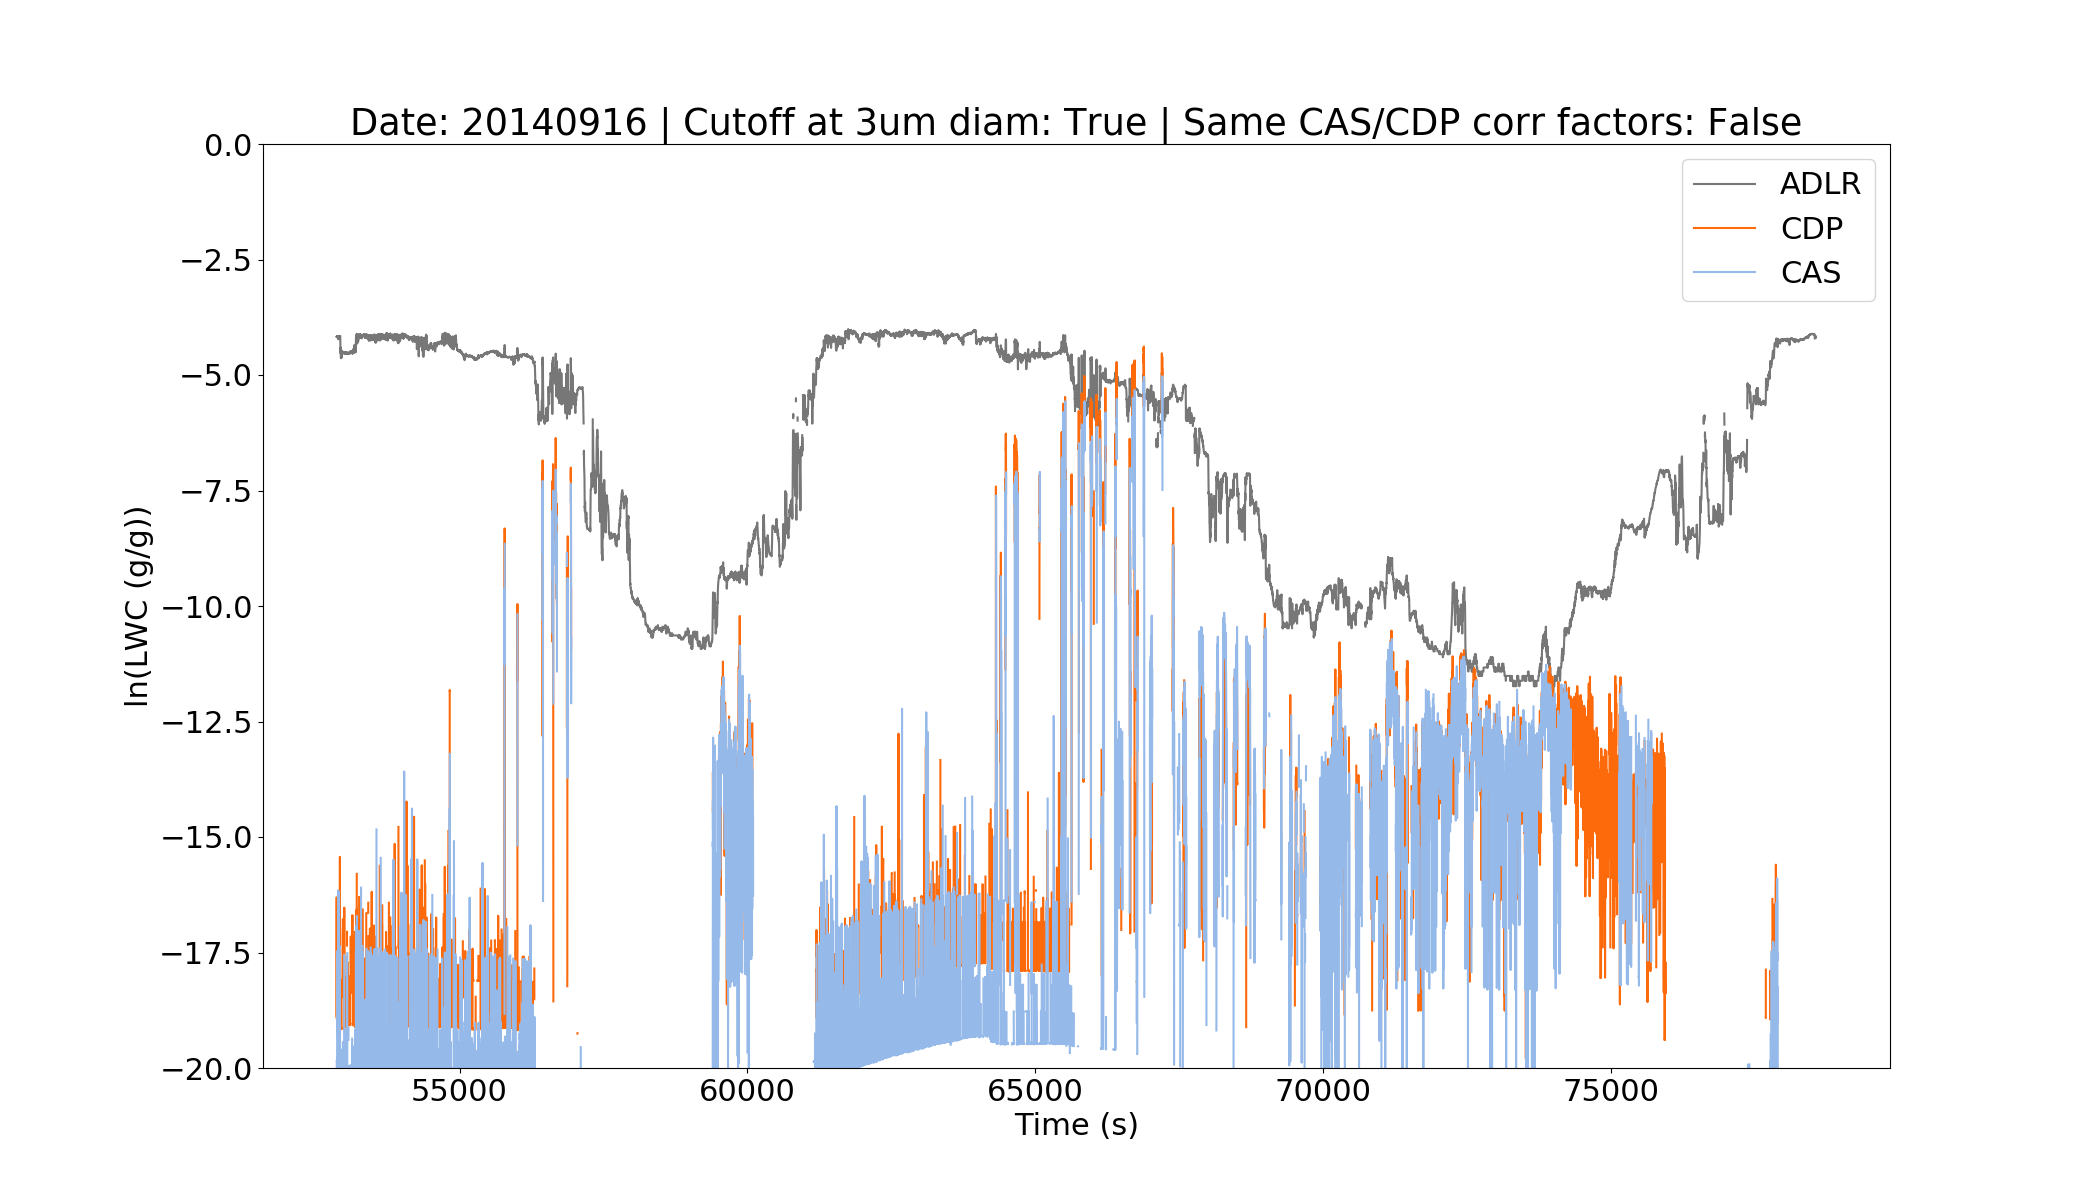 Date: 20140916 | Cutoff at 3um diam: True | Same CAS/CDP corr factors: False
ADLR
CDP
CAS
ln(LWC (g/g))
0.0
−2.5
−5.0
−7.5
−10.0
−12.5
−15.0
−17.5
−20.0
55000 60000 65000 70000 75000
Time (s)